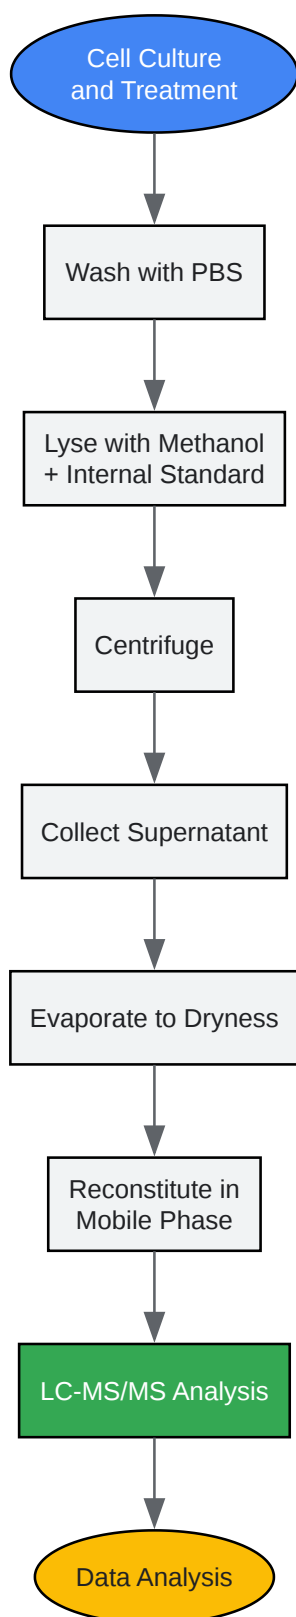 Cell Culture
and Treatment
Wash with PBS
Lyse with Methanol
+ Internal Standard
Centrifuge
Collect Supernatant
Evaporate to Dryness
Reconstitute in
Mobile Phase
LC-MS/MS Analysis
Data Analysis